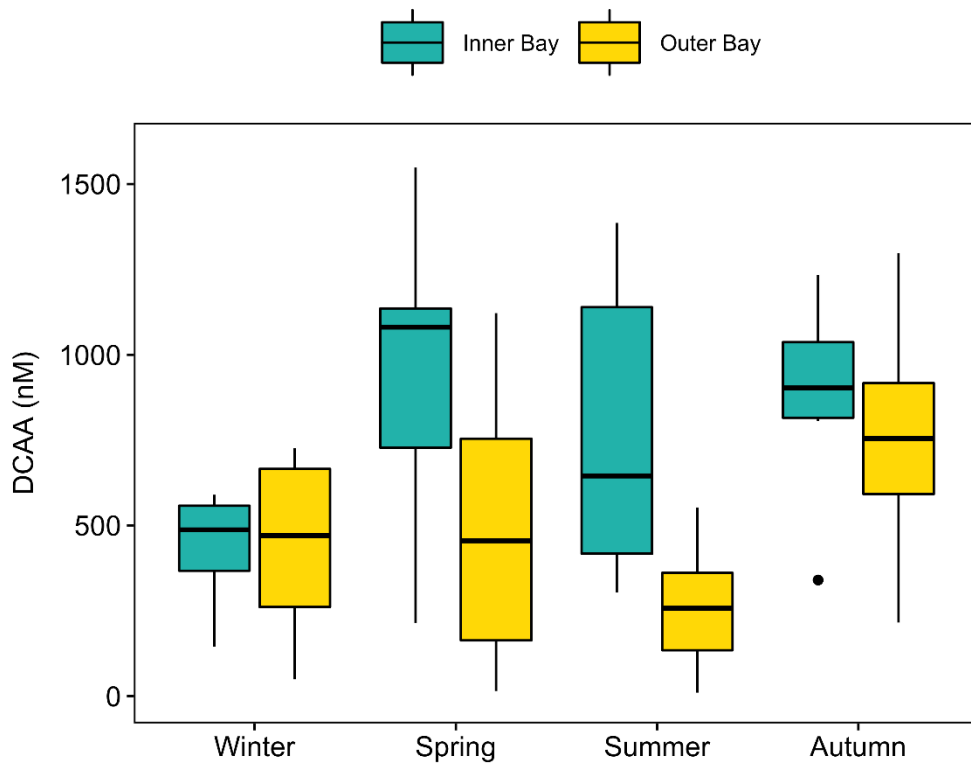 Inner Bay Outer Bay
1500
1000
500
0
DCAA (nM)
Winter Spring Summer Autumn